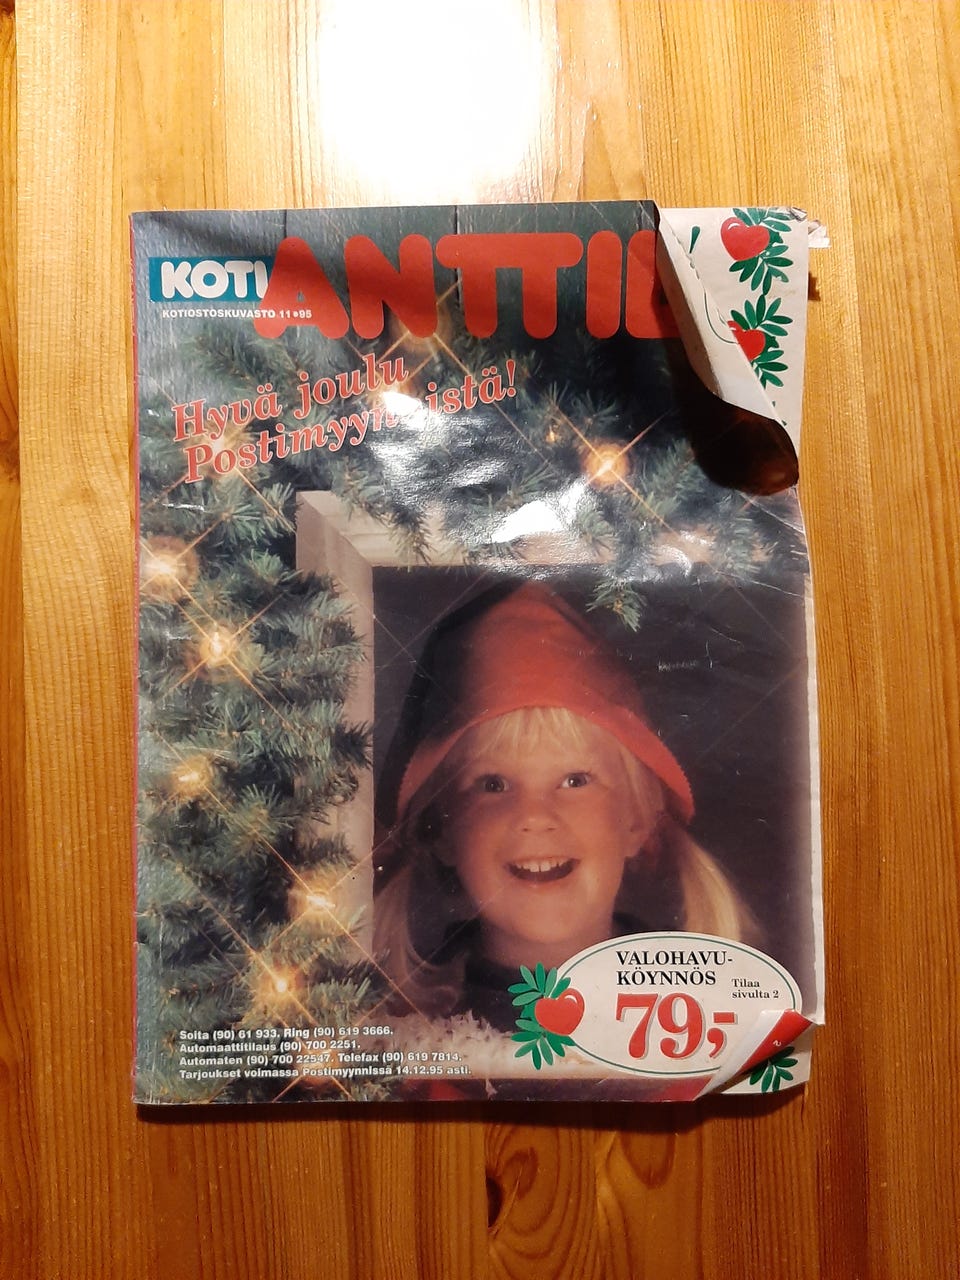 KOTI
ANTTIL
KOTIOSTOSKUVASTO 11•95
Hyvä joulu
Postimyynnistä!
VALOHAVU-
KÖYNNÖS
Tilaa
sivulta 2
79,-
Soita (90) 61 933. Ring (90) 619 3666.
Automaattitilaus (90) 700 2251.
Automaten (90) 700 22547. Telefax (90) 619 7814.
Tarjoukset voimassa Postimyynnissä 14.12.95 asti.